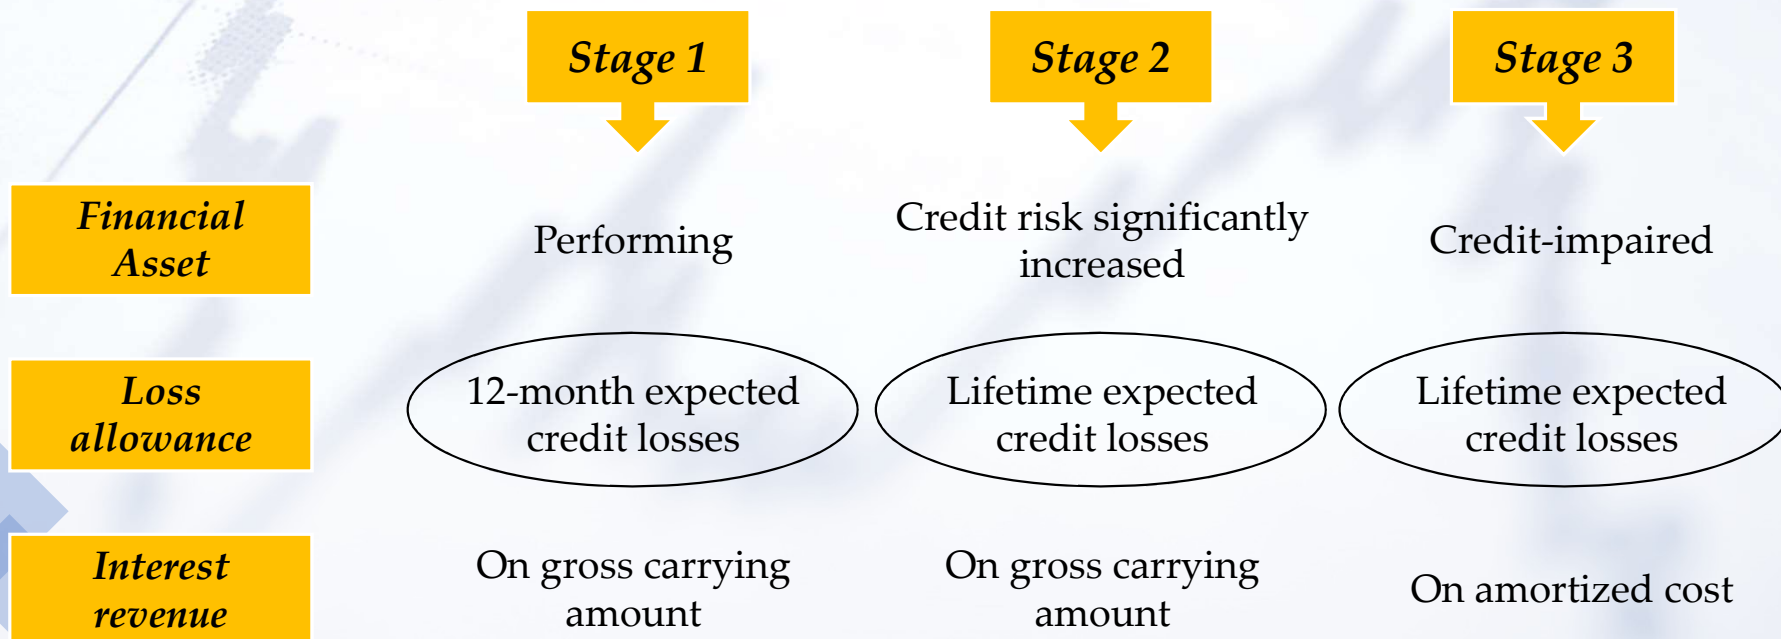 Stage 1
Stage 2
Stage 3
Financial
Asset
Performing
Credit risk significantly
increased
Credit-impaired
Loss
allowance
12-month expected
credit losses
Lifetime expected
credit losses
Lifetime expected
credit losses
Interest
revenue
On gross carrying
amount
On gross carrying
amount
On amortized cost